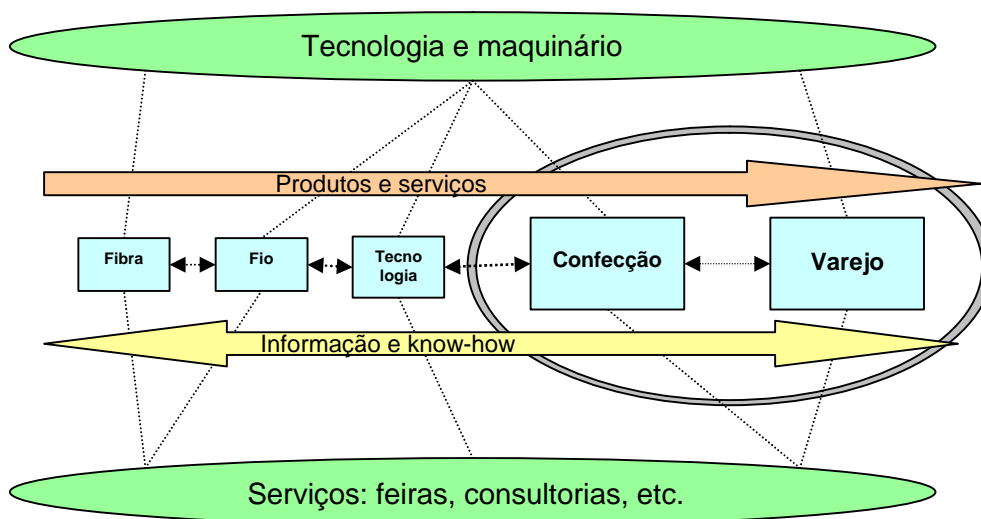 Tecnologia e maquinário
Produtos e serviços
Fibra
Fio
Tecno
logia
Confecção
Varejo
Informação e know-how
Serviços: feiras, consultorias, etc.